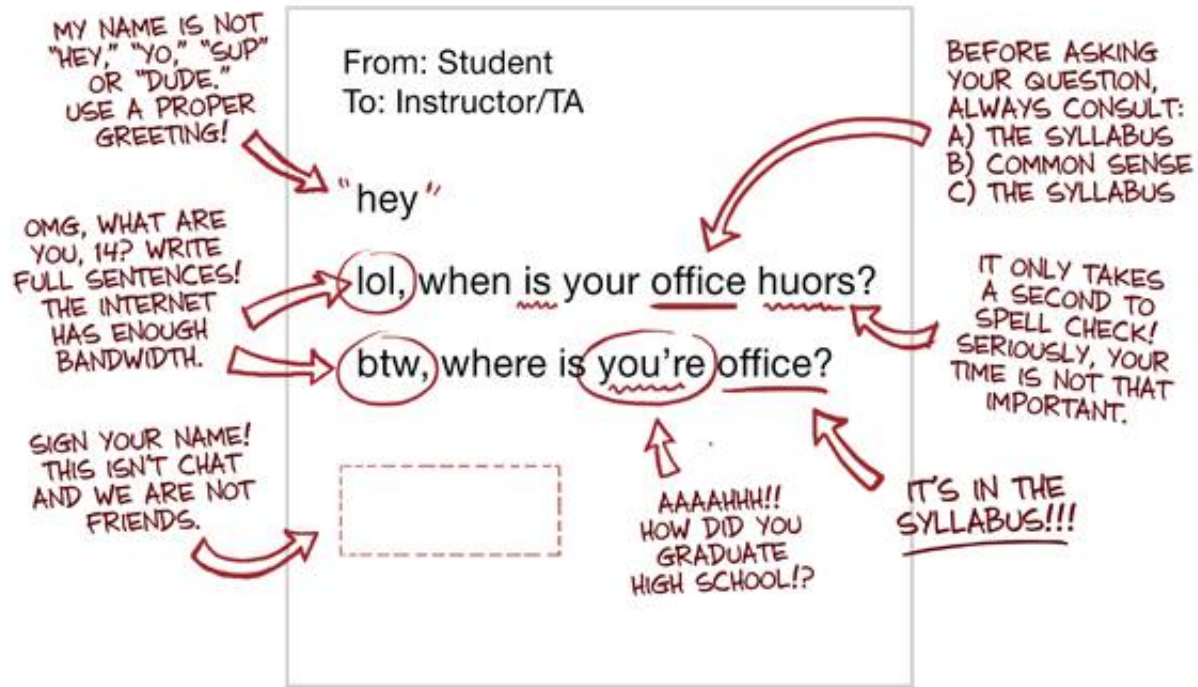 MY NAME IS NOT
"HEY," "YO," "SUP"
OR "DUDE."
USE A PROPER
GREETING!
From: Student
To: Instructor/TA
BEFORE ASKING
YOUR QUESTION,
ALWAYS CONSULT:
A) THE SYLLABUS
B) COMMON SENSE
C) THE SYLLABUS
"hey"
OMG, WHAT ARE
YOU, 14? WRITE
FULL SENTENCES!
THE INTERNET
HAS ENOUGH
BANDWIDTH.
lol, when is your office huors?
btw, where is you're office?
IT ONLY TAKES
A SECOND TO
SPELL CHECK!
SERIOUSLY, YOUR
TIME IS NOT THAT
IMPORTANT.
SIGN YOUR NAME!
THIS ISN'T CHAT
AND WE ARE NOT
FRIENDS.
AAAAHHH!!
HOW DID YOU
GRADUATE
HIGH SCHOOL!?
IT'S IN THE
SYLLABUS!!!